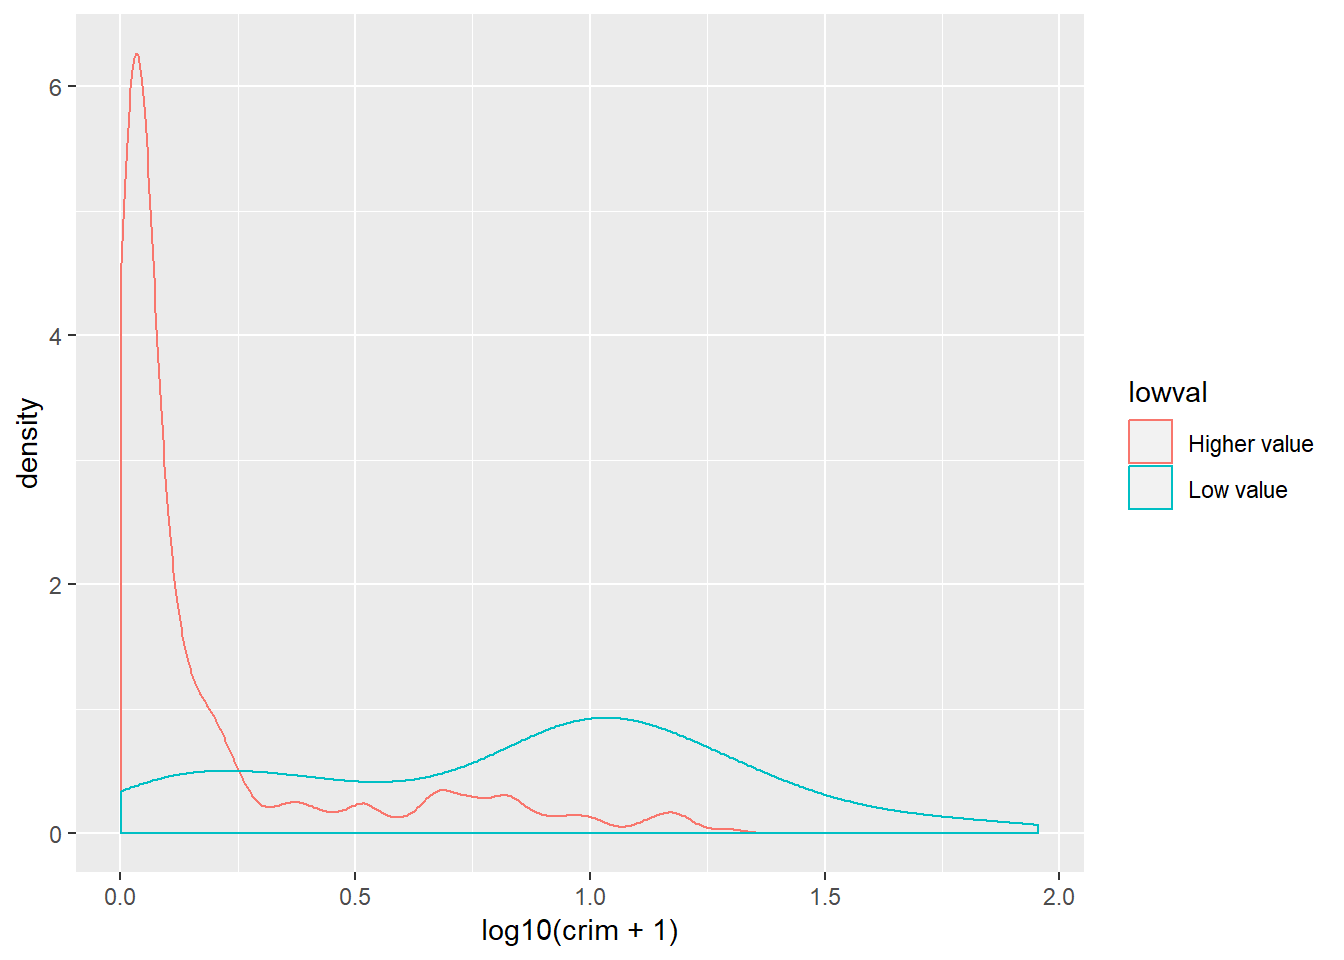 6
4
2
0
density
0.0 0.5 1.0 1.5 2.0
log10(crim + 1)
lowval
Higher value
Low value